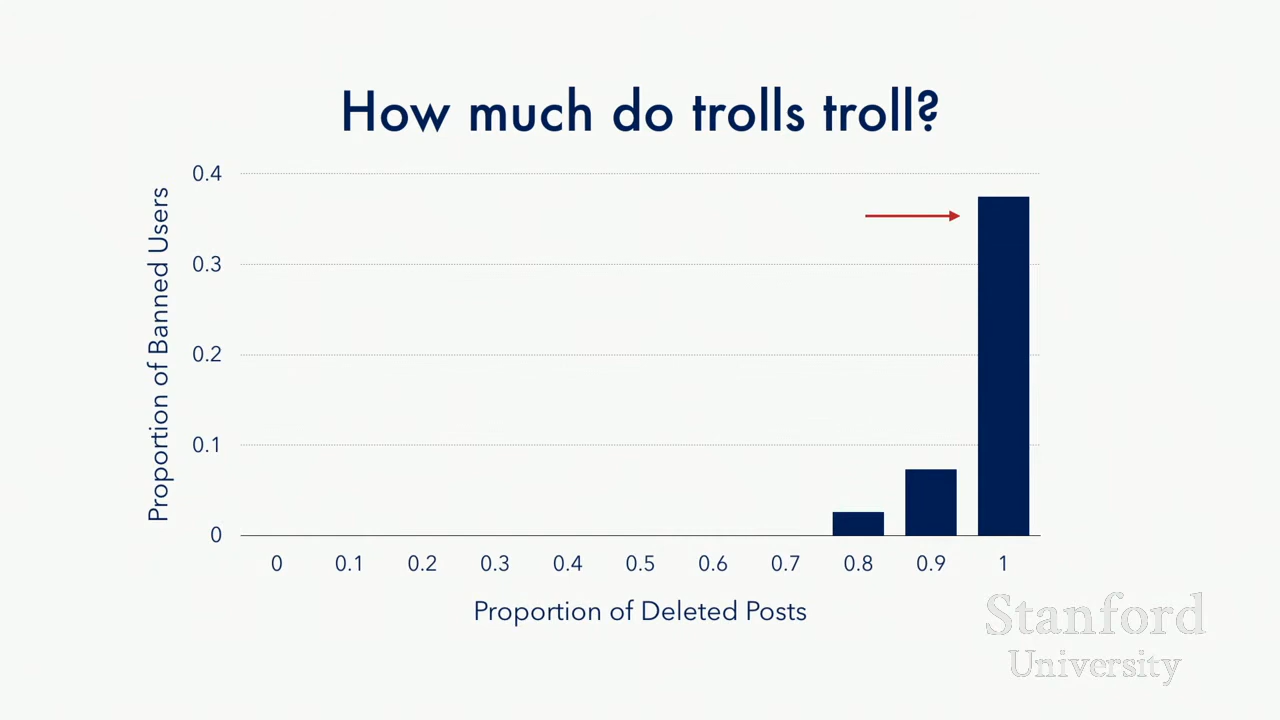 How much do trolls troll?
Proportion of Banned Users
0.4
0.3
0.2
0.1
0
0 0.1 0.2 0.3 0.4 0.5 0.6 0.7 0.8 0.9 1
Proportion of Deleted Posts
Stanford
University